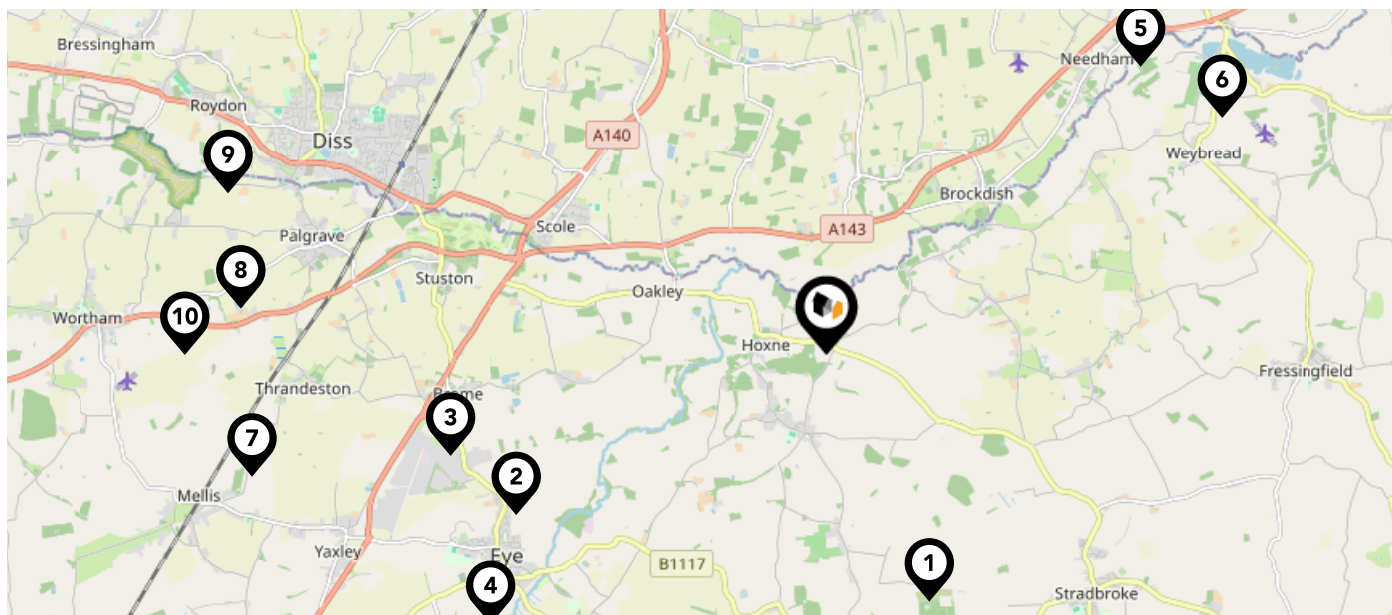 5
Bressingham
Needham
6
Roydon
A140
Diss
9
Weybread
Brockdish
Scole
A143
Palgrave
8
Stuston
Oakley
10
Wortham
Hoxne
Fressingfield
Thrandeston
Brome
3
7
2
Mellis
Yaxley
Eye
B1117
1
4
Stradbroke